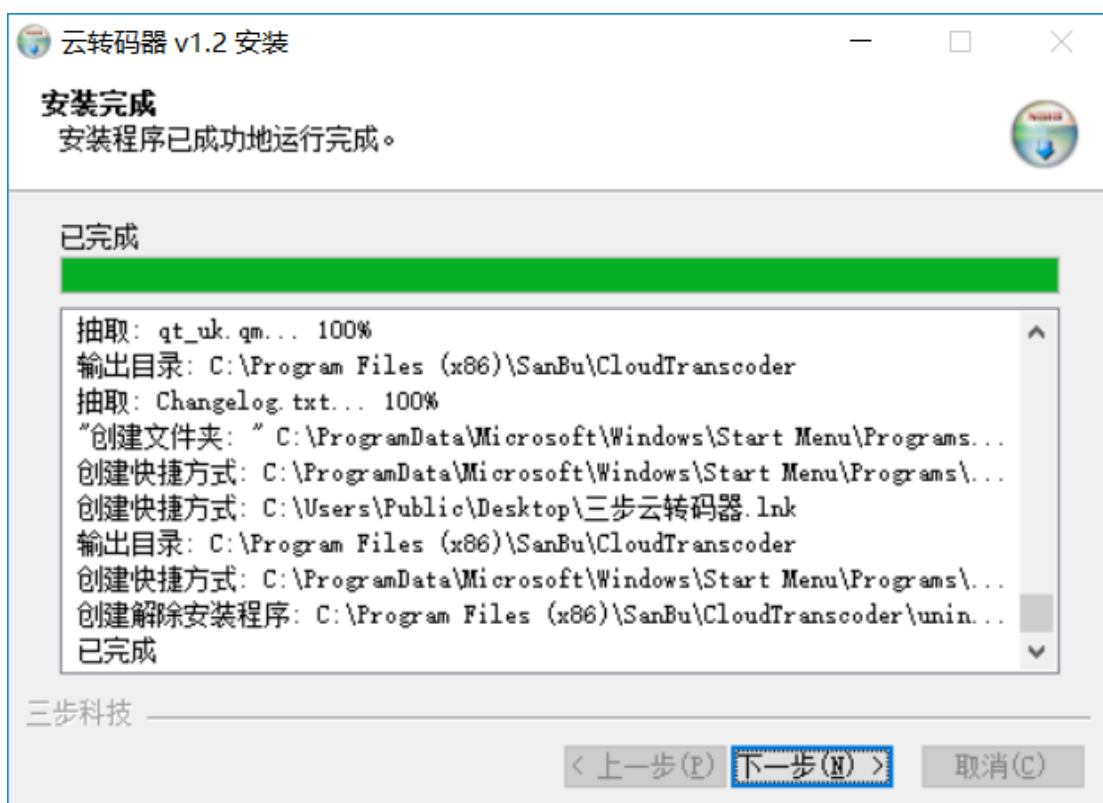 云转码器 v1.2 安装
安装完成
安装程序已成功地运行完成。
已完成
抽取: qt_uk.qm... 100%
输出目录: C:\Program Files (x86)\SanBu\CloudTranscoder
抽取: Changelog.txt... 100%
"创建文件夹: " C:\ProgramData\Microsoft\Windows\Start Menu\Programs...
创建快捷方式: C:\ProgramData\Microsoft\Windows\Start Menu\Programs\...
创建快捷方式: C:\Users\Public\Desktop\三步云转码器.lnk
输出目录: C:\Program Files (x86)\SanBu\CloudTranscoder
创建快捷方式: C:\ProgramData\Microsoft\Windows\Start Menu\Programs\...
创建解除安装程序: C:\Program Files (x86)\SanBu\CloudTranscoder\unin...
已完成
三步科技
< 上一步(P) 下一步(N) > 取消(C)